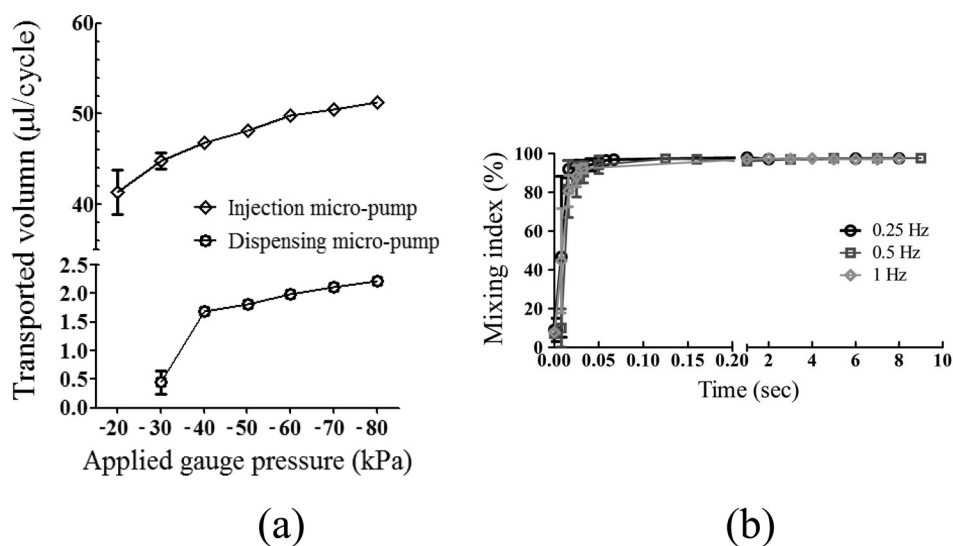 Transported volumn (µl/cycle)
60
50
40
2.5
2.0
1.5
1.0
0.5
0.0
Injection micro-pump
Dispensing micro-pump
-20 -30 -40 -50 -60 -70 -80
Applied gauge pressure (kPa)
(a)
Mixing index (%)
100
80
60
40
20
0
0.25 Hz
0.5 Hz
1 Hz
0.00 0.05 0.10 0.16 0.20 2 4 6 8 10
Time (sec)
(b)